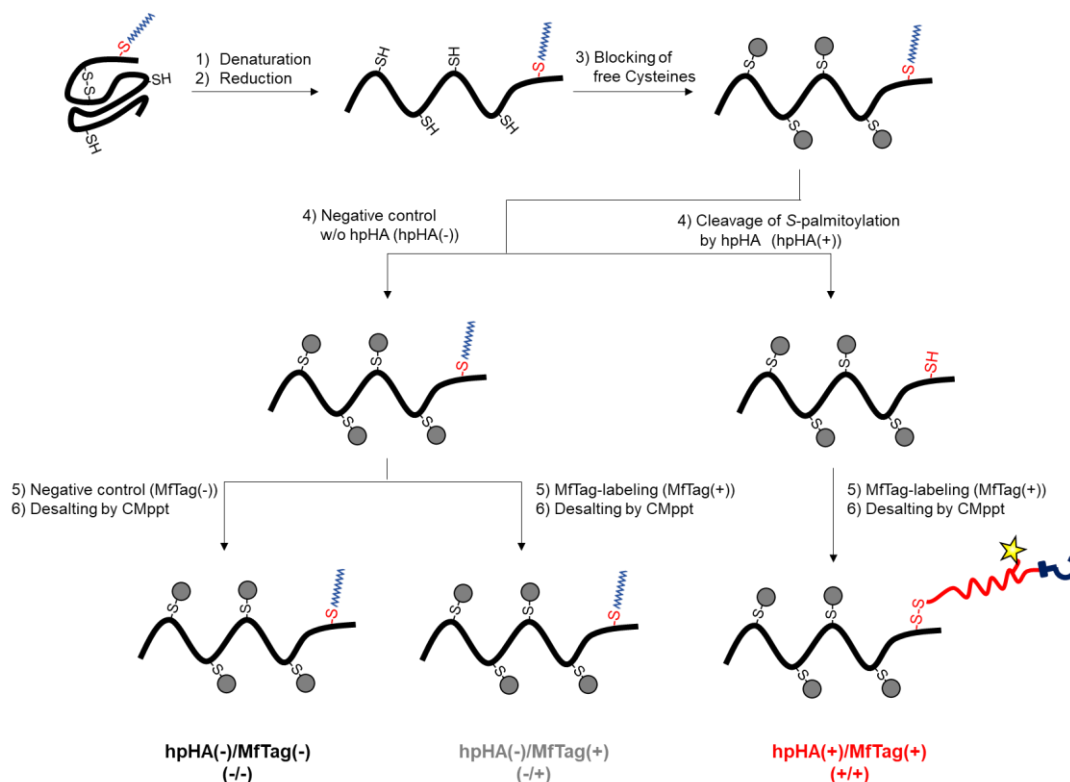 S
S-S
SH
SH
1) Denaturation
2) Reduction
SH
SH
S
SH
SH
3) Blocking of
free Cysteines
S
S
S
S
S
4) Negative control
w/o hpHA (hpHA(-))
4) Cleavage of S-palmitoylation
by hpHA (hpHA(+))
S
S
S
S
S
S
S
SH
S
S
5) Negative control (MfTag(-))
6) Desalting by CMppt
5) MfTag-labeling (MfTag(+))
6) Desalting by CMppt
5) MfTag-labeling (MfTag(+))
6) Desalting by CMppt
S
S
S
S
S
S
S
S
S
S
S
S
S-S
S
S
hpHA(-)/MfTag(-)
(-/-)
hpHA(-)/MfTag(+)
(-/+)
hpHA(+)/MfTag(+)
(+/+)